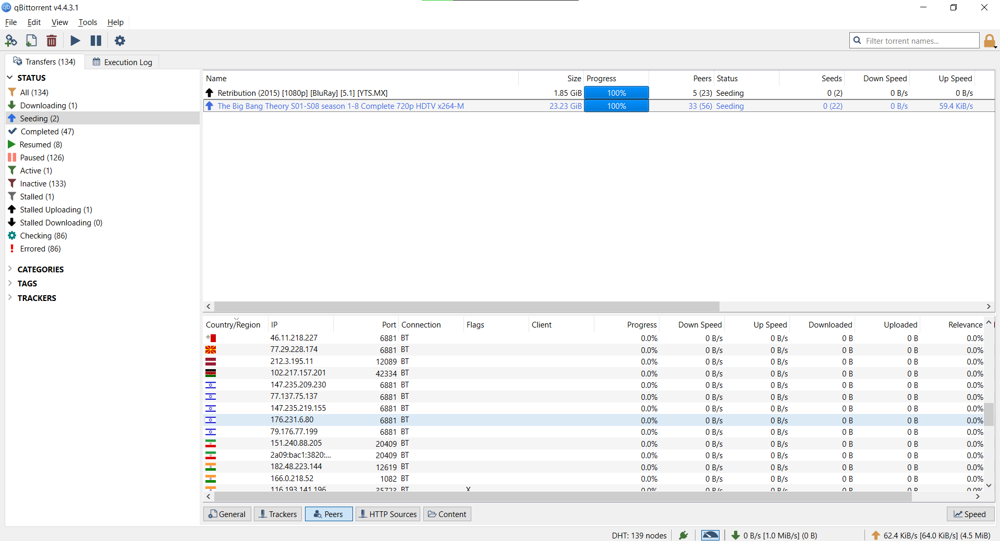 qBittorrent v4.4.3.1
File Edit View Tools Help
Filter torrent names...
Transfers (134) Execution Log
STATUS
All (134)
Downloading (1)
Seeding (2)
Completed (47)
Resumed (8)
Paused (126)
Active (1)
Inactive (133)
Stalled (1)
Stalled Uploading (1)
Stalled Downloading (0)
Checking (86)
Errored (86)
CATEGORIES
TAGS
TRACKERS
Name Size Progress Peers Status Seeds Down Speed Up Speed
Retribution (2015) [1080p] [BluRay] [5.1] [YTS.MX] 1.85 GiB 100% 5 (23) Seeding 0 (2) 0 B/s 0 B/s
The Big Bang Theory S01-S08 season 1-8 Complete 720p HDTV x264-M 23.23 GiB 100% 33 (56) Seeding 0 (22) 0 B/s 59.4 KiB/s
Country/Region IP Port Connection Flags Client Progress Down Speed Up Speed Downloaded Uploaded Relevance
46.11.218.227 6881 BT 0.0% 0 B/s 0 B/s 0 B 0 B 0.0%
77.29.228.174 6881 BT 0.0% 0 B/s 0 B/s 0 B 0 B 0.0%
212.3.195.11 12089 BT 0.0% 0 B/s 0 B/s 0 B 0 B 0.0%
102.217.157.201 42334 BT 0.0% 0 B/s 0 B/s 0 B 0 B 0.0%
147.235.209.230 6881 BT 0.0% 0 B/s 0 B/s 0 B 0 B 0.0%
77.137.75.137 6881 BT 0.0% 0 B/s 0 B/s 0 B 0 B 0.0%
147.235.219.155 6881 BT 0.0% 0 B/s 0 B/s 0 B 0 B 0.0%
176.231.6.80 6881 BT 0.0% 0 B/s 0 B/s 0 B 0 B 0.0%
79.176.77.199 6881 BT 0.0% 0 B/s 0 B/s 0 B 0 B 0.0%
151.240.88.205 20409 BT 0.0% 0 B/s 0 B/s 0 B 0 B 0.0%
2a09:bac1:3820:... 20409 BT 0.0% 0 B/s 0 B/s 0 B 0 B 0.0%
182.48.223.144 12619 BT 0.0% 0 B/s 0 B/s 0 B 0 B 0.0%
166.0.218.52 1082 BT 0.0% 0 B/s 0 B/s 0 B 0 B 0.0%
116.193.141.196 35723 BT X 0.0% 0 B/s 0 B/s 0 B 0 B 0.0%
General Trackers Peers HTTP Sources Content Speed
DHT: 139 nodes 0 B/s [1.0 MiB/s] (0 B) 62.4 KiB/s [64.0 KiB/s] (4.5 MiB)